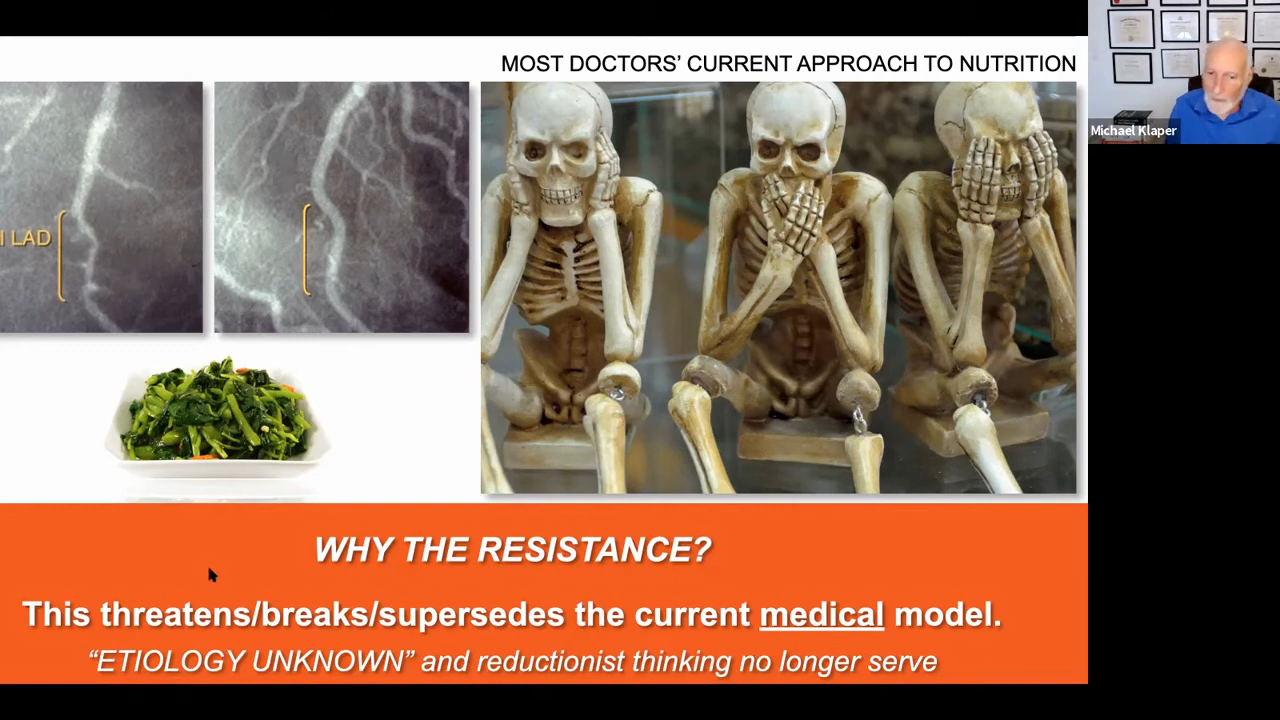 MOST DOCTORS' CURRENT APPROACH TO NUTRITION
Michael Klaper
I LAD
WHY THE RESISTANCE?
This threatens/breaks/supersedes the current medical model.
“ETIOLOGY UNKNOWN” and reductionist thinking no longer serve